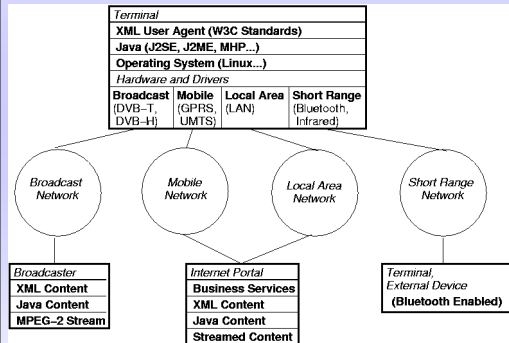 Terminal
XML User Agent (W3C Standards)
Java (J2SE, J2ME, MHP...)
Operating System (Linux...)
Hardware and Drivers
Broadcast
(DVB-T,
DVB-H)
Mobile
(GPRS,
UMTS)
Local Area
(LAN)
Short Range
(Bluetooth,
Infrared)
Broadcast
Network
Mobile
Network
Local Area
Network
Short Range
Network
Broadcaster
XML Content
Java Content
MPEG-2 Stream
Internet Portal
Business Services
XML Content
Java Content
Streamed Content
Terminal,
External Device
(Bluetooth Enabled)